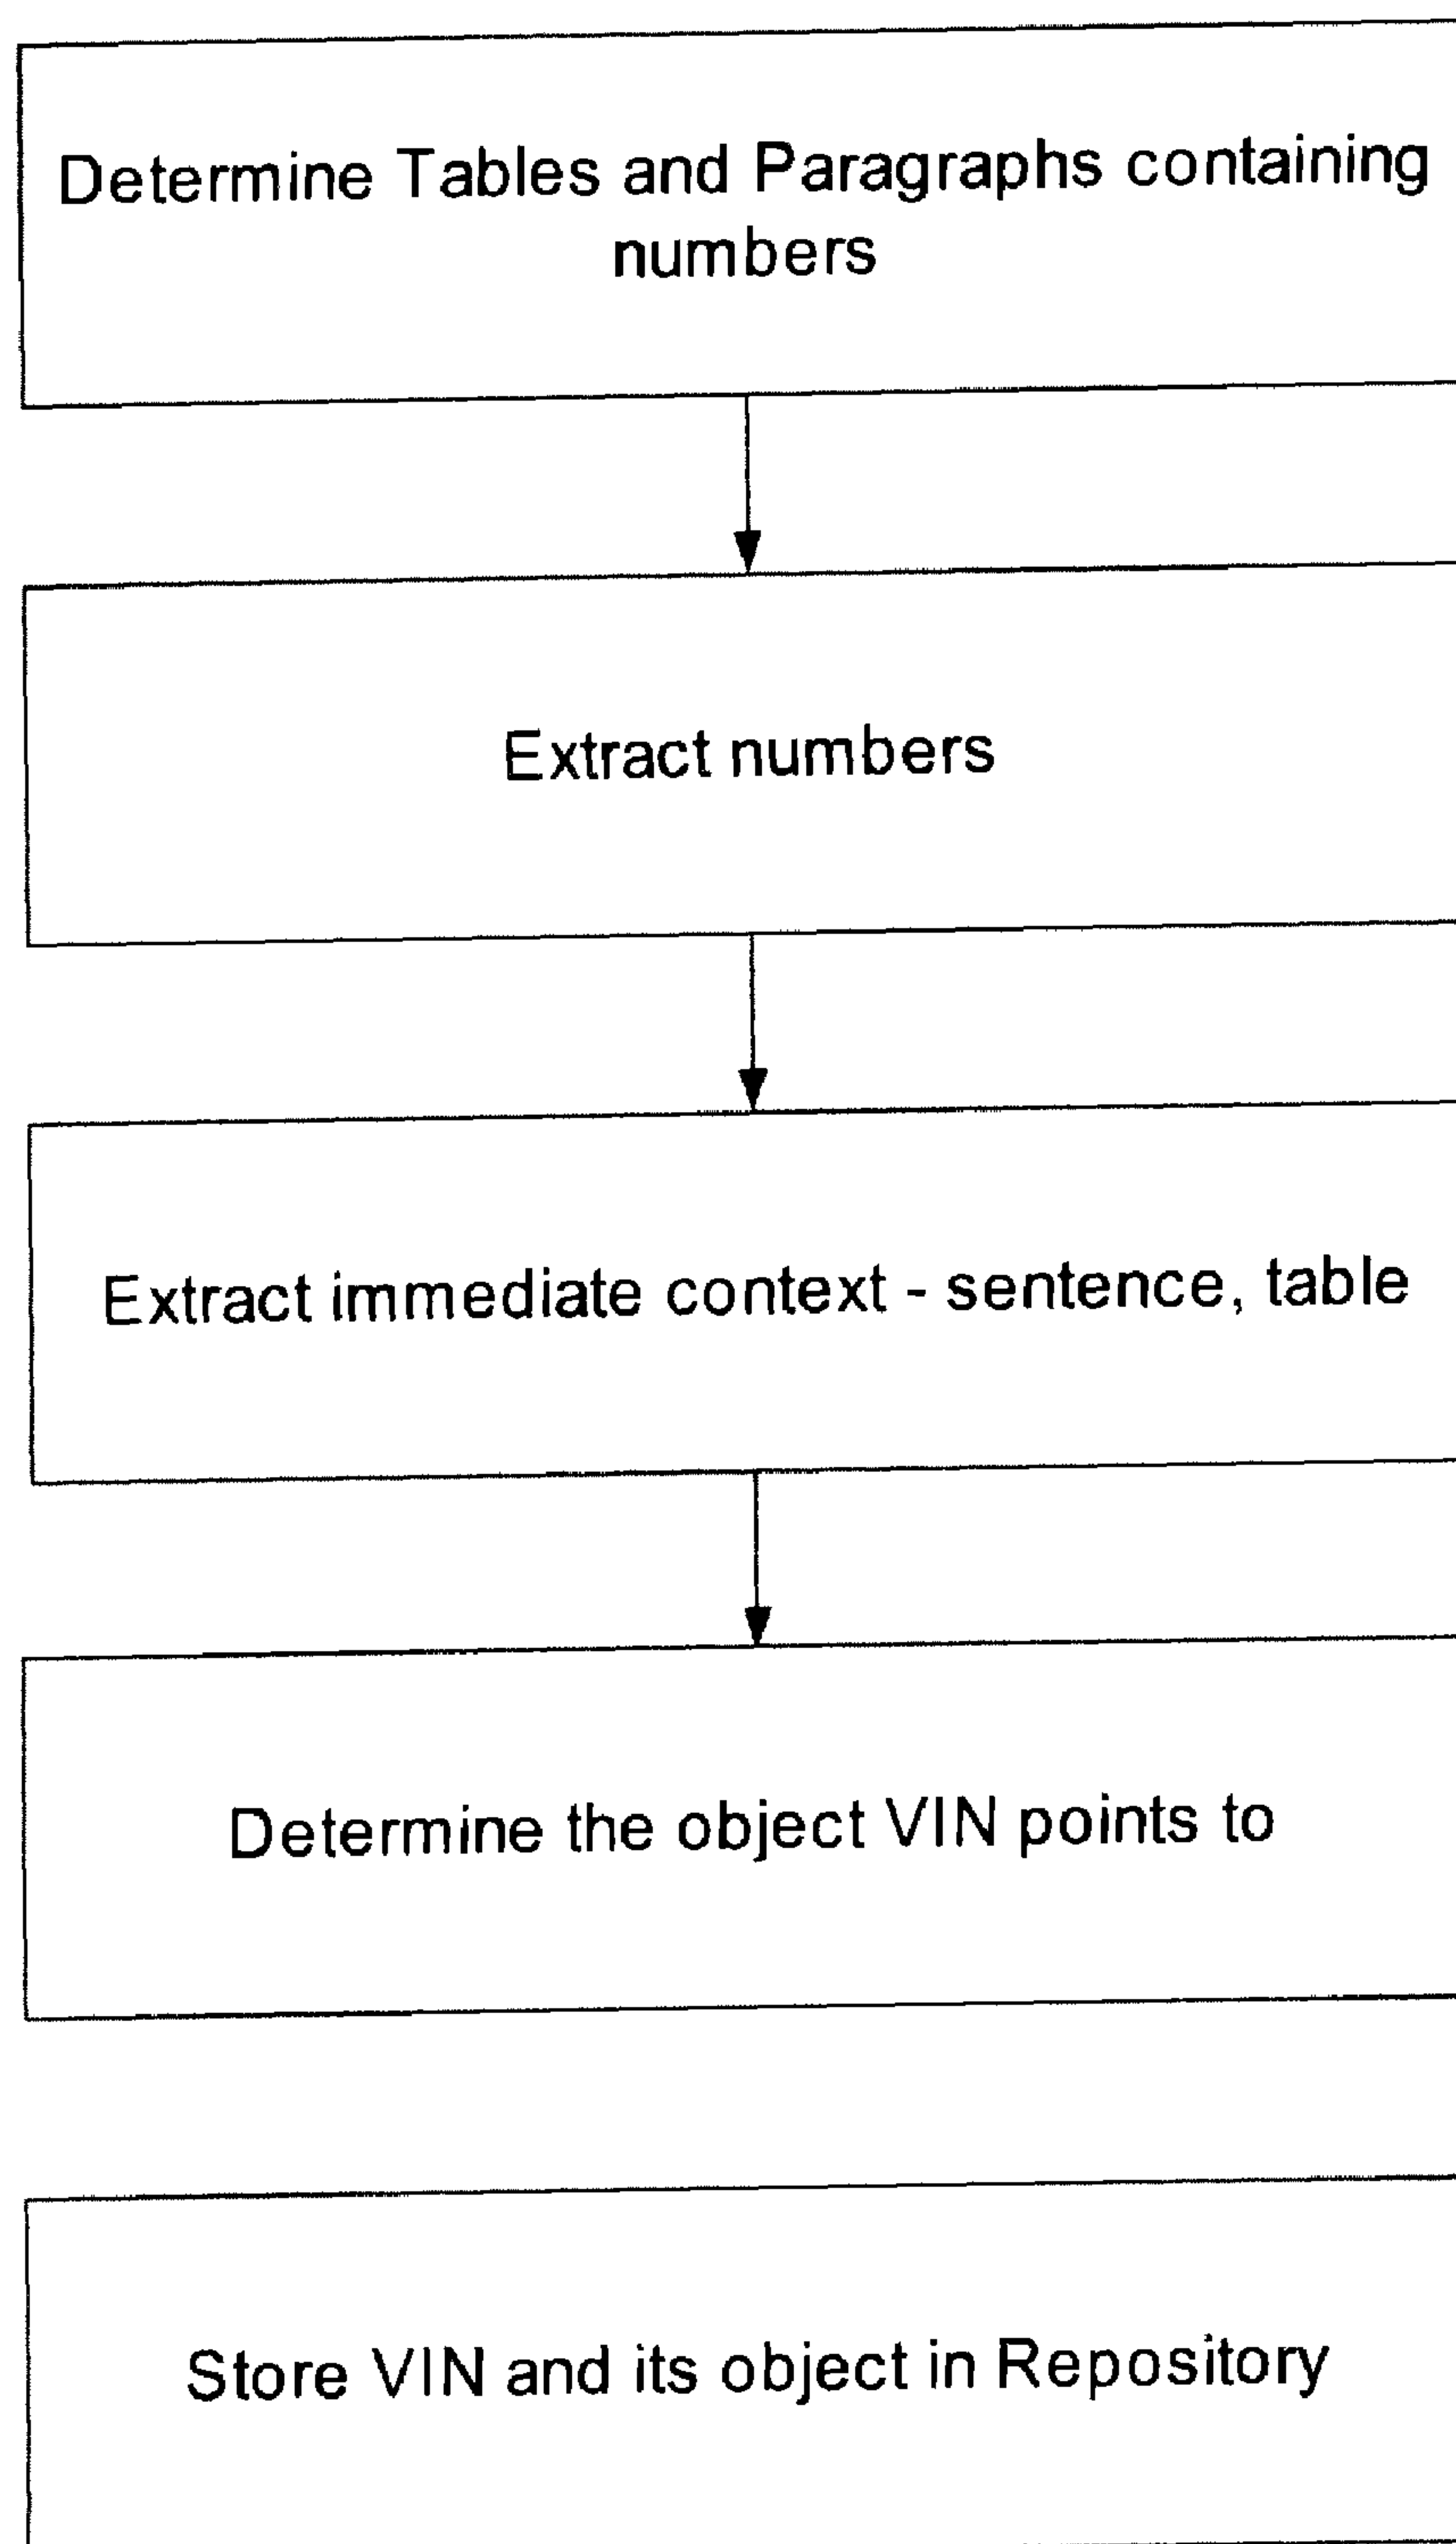 Determine Tables and Paragraphs containing
numbers
Extract numbers
Extract immediate context - sentence, table
Determine the object VIN points to
Store VIN and its object in Repository